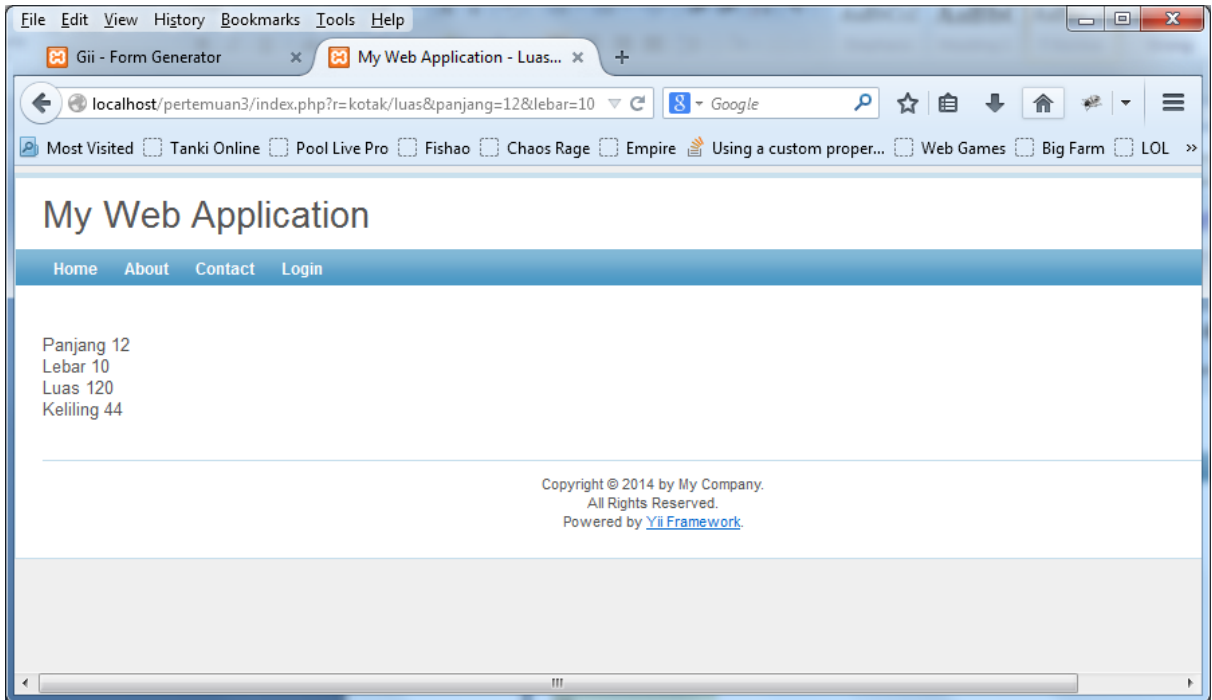 File Edit View History Bookmarks Tools Help
Gii - Form Generator × My Web Application - Luas... × +
localhost/pertemuan3/index.php?r=kotak/luas&panjang=12&lebar=10 8 Google
Most Visited Tanki Online Pool Live Pro Fishao Chaos Rage Empire Using a custom proper... Web Games Big Farm LOL »
My Web Application
Home About Contact Login
Panjang 12
Lebar 10
Luas 120
Keliling 44
Copyright © 2014 by My Company.
All Rights Reserved.
Powered by Yii Framework.